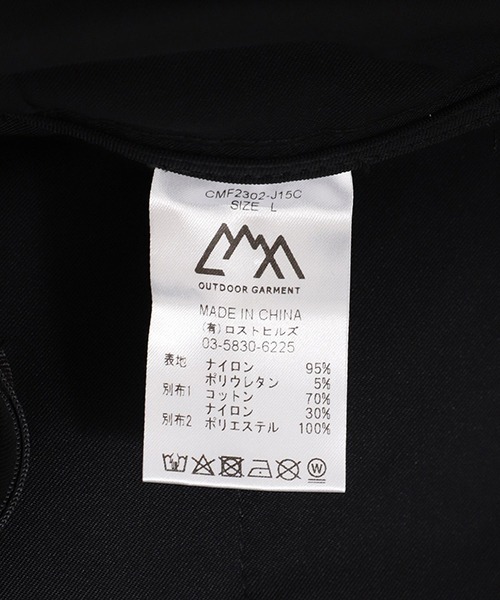 CMF2302-J15C
SIZE L
OUTDOOR GARMENT
MADE IN CHINA
(有) ロストヒルズ
03-5830-6225
表地 ナイロン 95%
ポリウレタン 5%
別布1 コットン 70%
ナイロン 30%
別布2 ポリエステル 100%
W